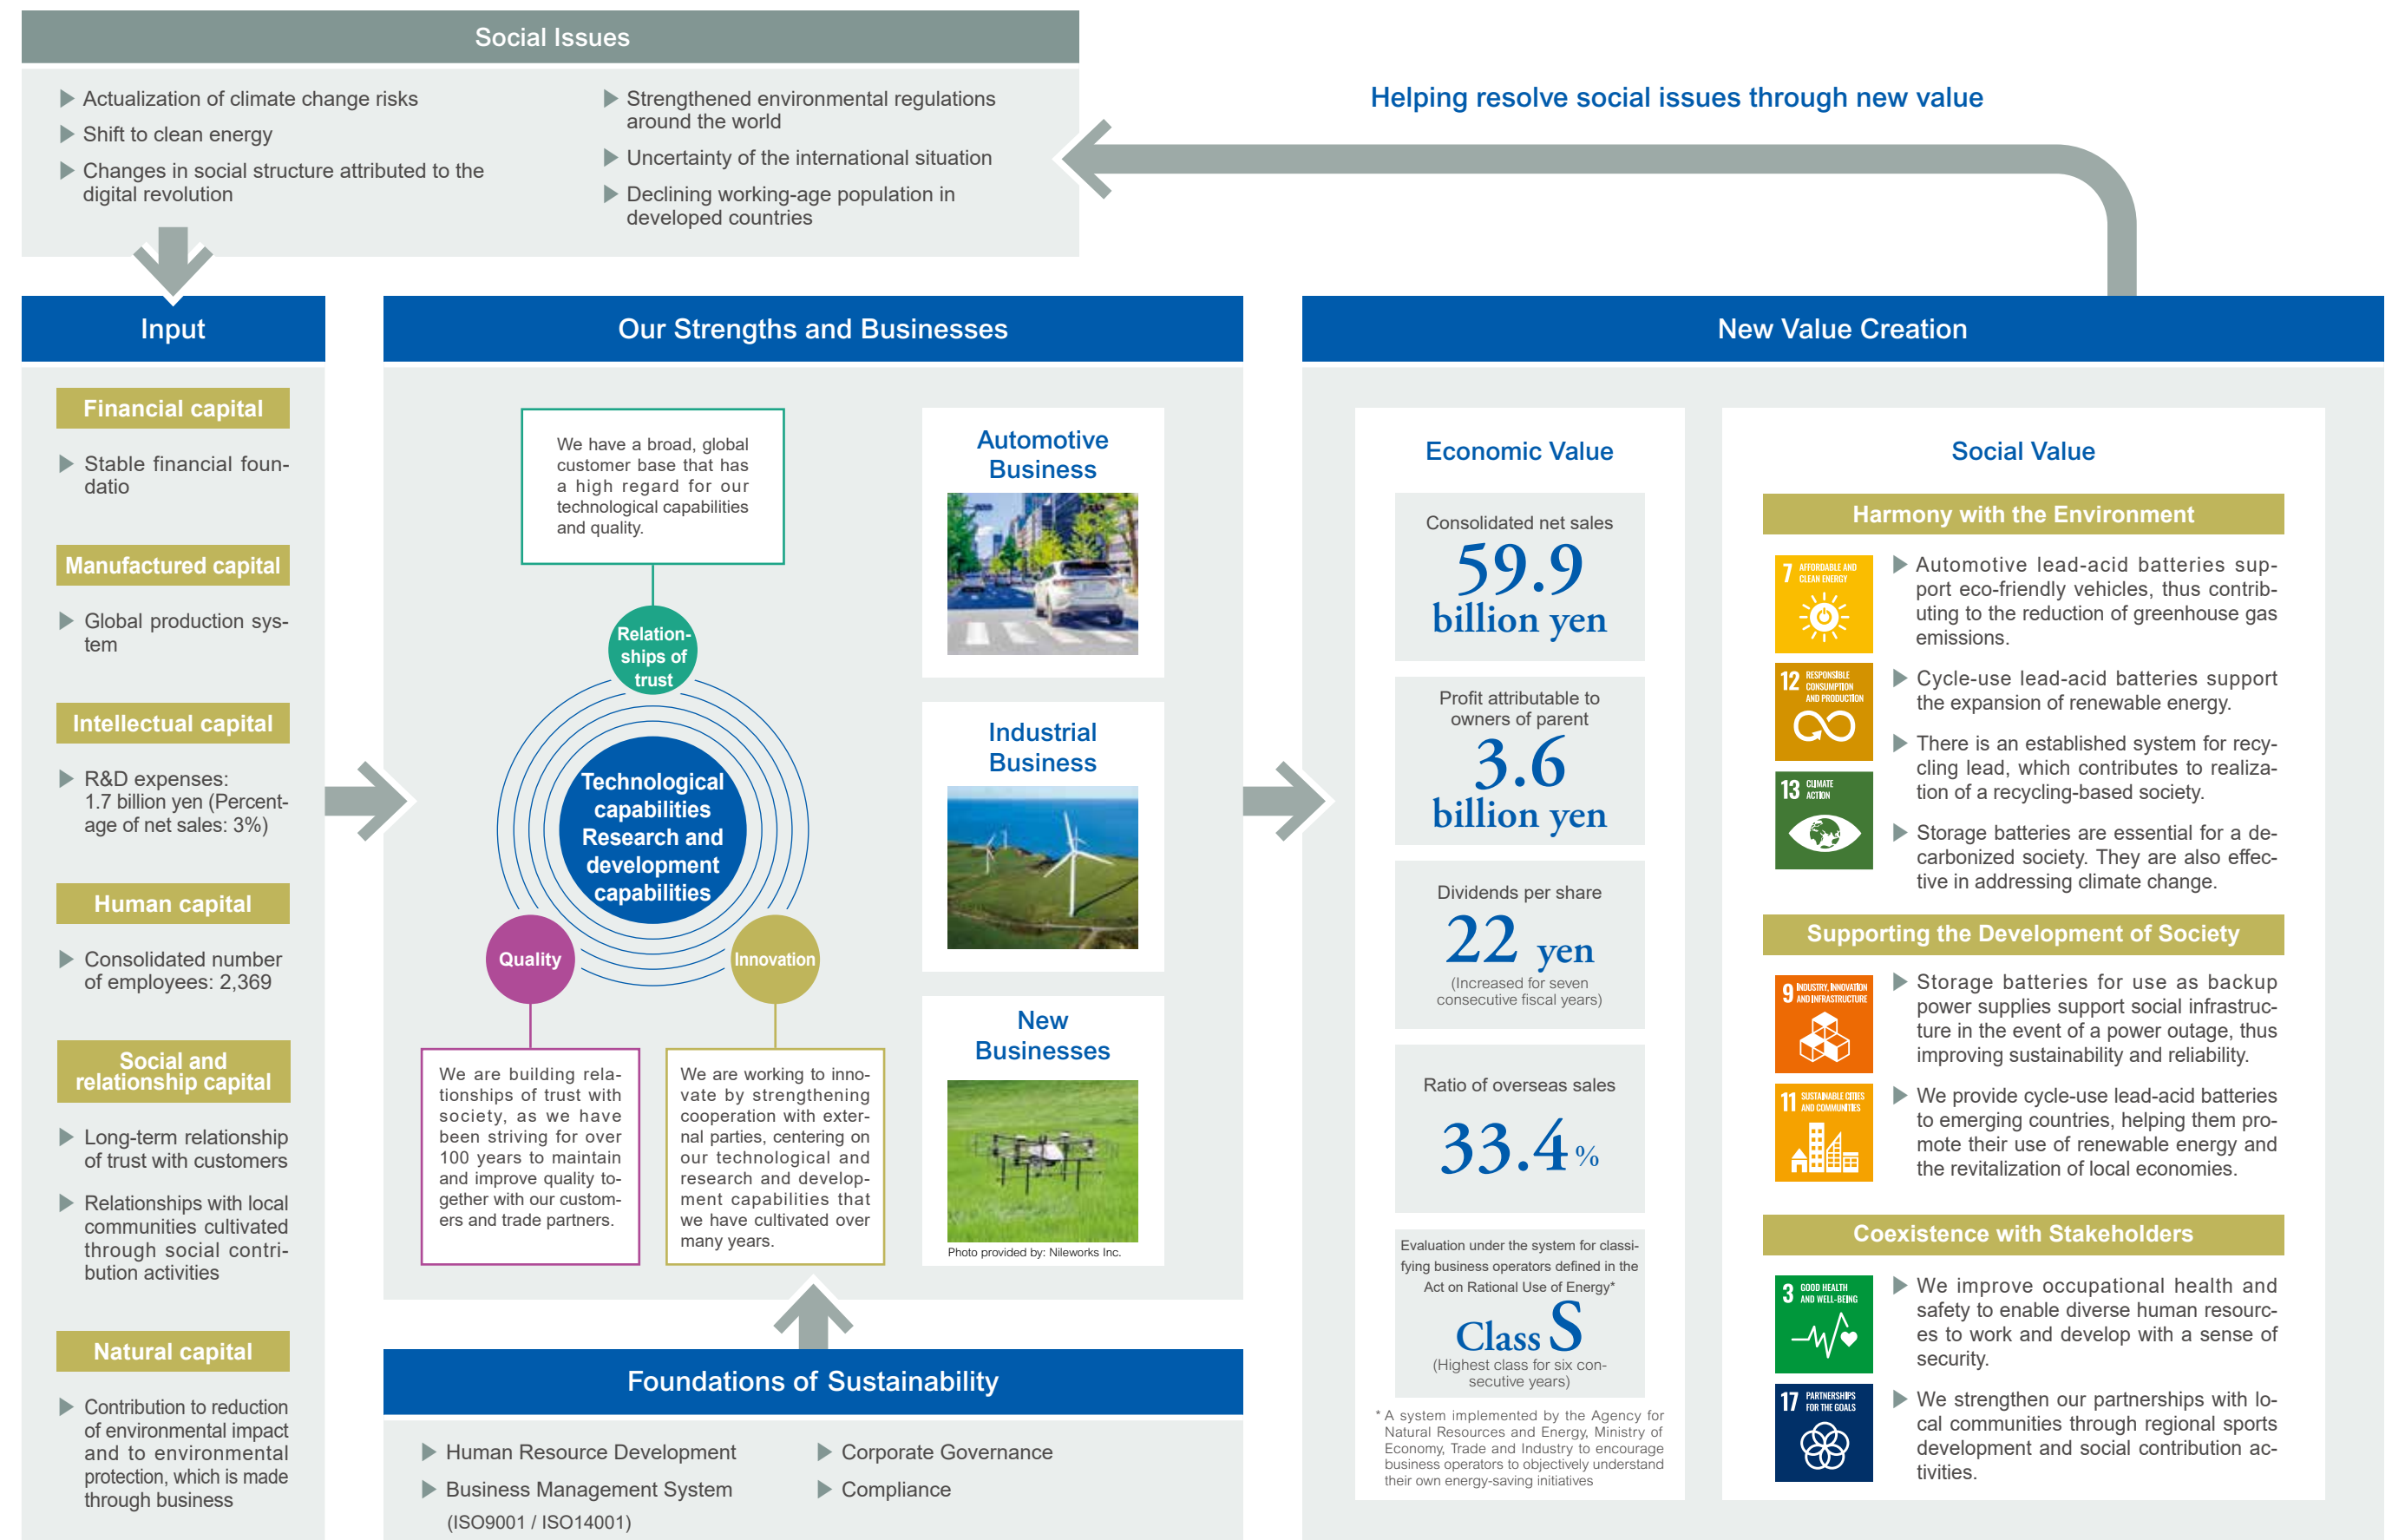 Social Issues
Actualization of climate change risks
Shift to clean energy
Changes in social structure attributed to the
digital revolution
Strengthened environmental regulations
around the world
Uncertainty of the international situation
Declining working-age population in
developed countries
Helping resolve social issues through new value
Input
Financial capital
Stable financial foun-
datio
Manufactured capital
Global production sys-
tem
Intellectual capital
R&D expenses:
1.7 billion yen (Percent-
age of net sales: 3%)
Human capital
Consolidated number
of employees: 2,369
Social and
relationship capital
Long-term relationship
of trust with customers
Relationships with local
communities cultivated
through social contri-
bution activities
Natural capital
Contribution to reduction
of environmental impact
and to environmental
protection, which is made
through business
Our Strengths and Businesses
We have a broad, global
customer base that has
a high regard for our
technological capabilities
and quality.
Relation-
ships of
trust
Technological
capabilities
Research and
development
capabilities
Quality
Innovation
We are building rela-
tionships of trust with
society, as we have
been striving for over
100 years to maintain
and improve quality to-
gether with our custom-
ers and trade partners.
We are working to inno-
vate by strengthening
cooperation with exter-
nal parties, centering on
our technological and
research and develop-
ment capabilities that
we have cultivated over
many years.
Automotive
Business
Industrial
Business
New
Businesses
Photo provided by: Nileworks Inc.
Foundations of Sustainability
Human Resource Development
Business Management System
(ISO9001 / ISO14001)
Corporate Governance
Compliance
New Value Creation
Economic Value
Consolidated net sales
59.9
billion yen
Profit attributable to
owners of parent
3.6
billion yen
Dividends per share
22 yen
(Increased for seven
consecutive fiscal years)
Ratio of overseas sales
33.4 %
Evaluation under the system for classi-
fying business operators defined in the
Act on Rational Use of Energy*
Class S
(Highest class for six con-
secutive years)
* A system implemented by the Agency for
Natural Resources and Energy, Ministry of
Economy, Trade and Industry to encourage
business operators to objectively understand
their own energy-saving initiatives
Social Value
Harmony with the Environment
7 AFFORDABLE AND
CLEAN ENERGY
12 RESPONSIBLE
CONSUMPTION
AND PRODUCTION
13 CLIMATE
ACTION
Automotive lead-acid batteries sup-
port eco-friendly vehicles, thus contrib-
uting to the reduction of greenhouse gas
emissions.
Cycle-use lead-acid batteries support
the expansion of renewable energy.
There is an established system for recy-
cling lead, which contributes to realiza-
tion of a recycling-based society.
Storage batteries are essential for a de-
carbonized society. They are also effec-
tive in addressing climate change.
Supporting the Development of Society
9 INDUSTRY, INNOVATION
AND INFRASTRUCTURE
11 SUSTAINABLE CITIES
AND COMMUNITIES
Storage batteries for use as backup
power supplies support social infrastruc-
ture in the event of a power outage, thus
improving sustainability and reliability.
We provide cycle-use lead-acid batteries
to emerging countries, helping them pro-
mote their use of renewable energy and
the revitalization of local economies.
Coexistence with Stakeholders
3 GOOD HEALTH
AND WELL-BEING
17 PARTNERSHIPS
FOR THE GOALS
We improve occupational health and
safety to enable diverse human resourc-
es to work and develop with a sense of
security.
We strengthen our partnerships with lo-
cal communities through regional sports
development and social contribution ac-
tivities.